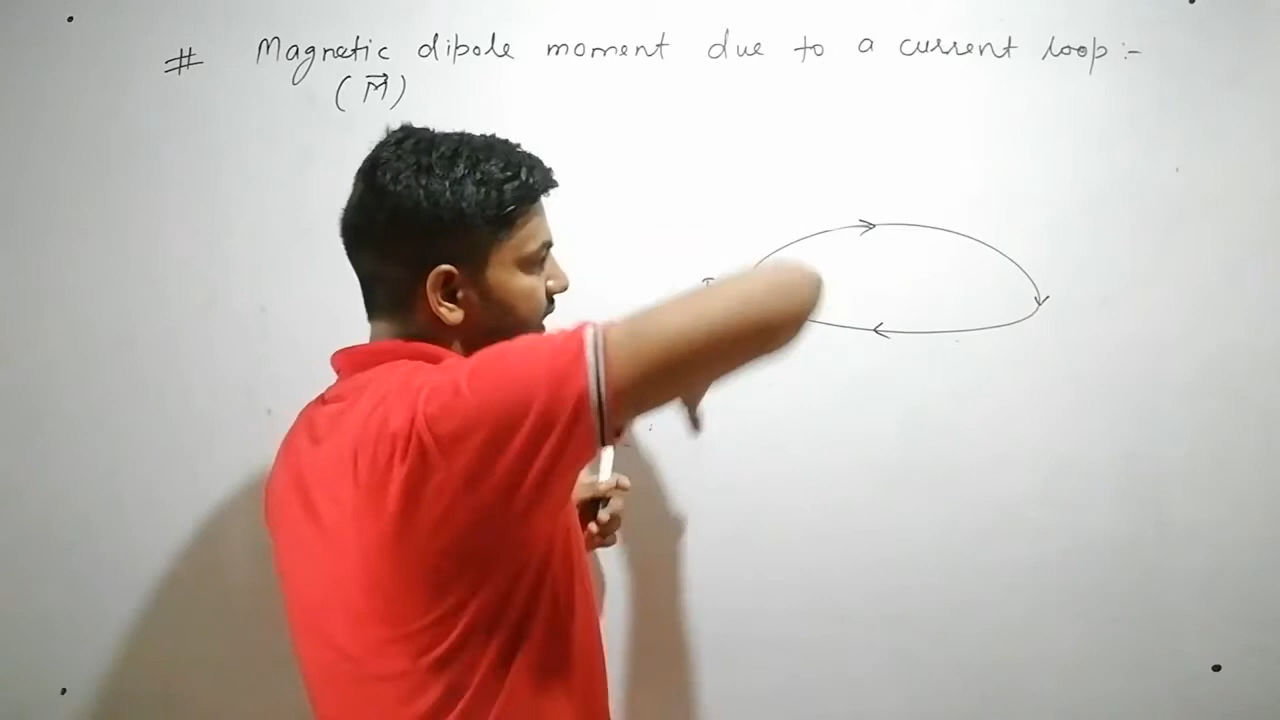 # Magnetic dipole moment due to a current loop :-
(M⃗)